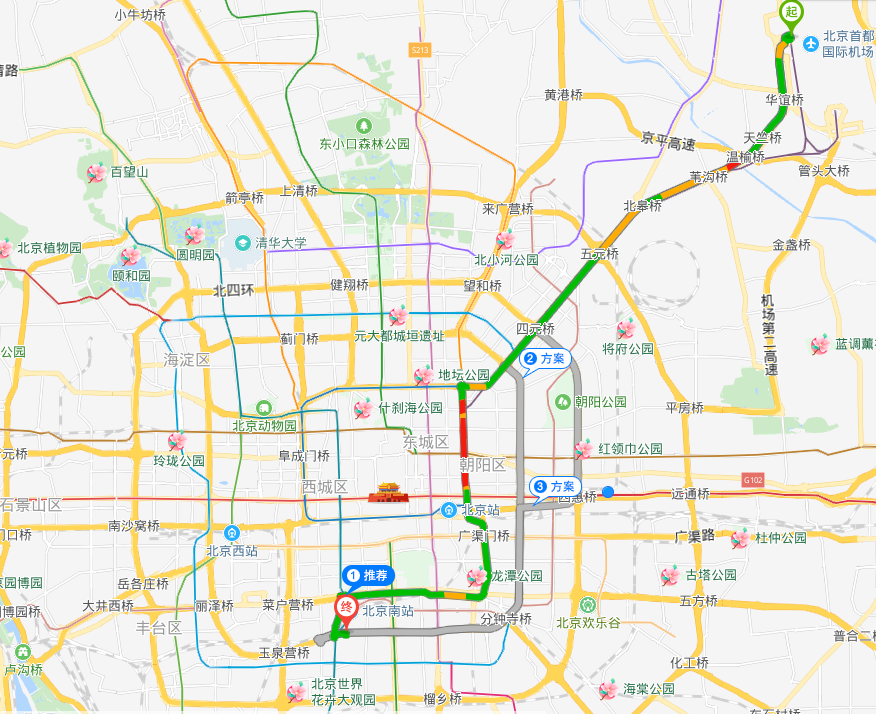 小牛坊桥
起
北京首都
国际机场
S213
清路
黄港桥
华谊桥
东小口森林公园
京平高速
天竺桥
温榆桥
百望山
苇沟桥
管头大桥
箭亭桥
上清桥
来广营桥
北皋桥
北京植物园
圆明园
清华大学
北小河公园
五元桥
金盏桥
颐和园
北四环
健翔桥
望和桥
机场第二高速
元大都城垣遗址
四元桥
蓟门桥
将府公园
蓝调薰
公园
海淀区
2 方案
地坛公园
什刹海公园
朝阳公园
平房桥
北京动物园
东城区
红领巾公园
元桥
玲珑公园
阜成门桥
朝阳区
西城区
3 方案
G102
四惠桥
远通桥
石景山区
北京站
南沙窝桥
门口桥
广渠门桥
广渠路
杜仲公园
北京西站
1 推荐
龙潭公园
古塔公园
京园博园
岳各庄桥
博园
大井西桥
丽泽桥
菜户营桥
终
北京南站
五方桥
分钟寺桥
北京欢乐谷
丰台区
普合二桥
玉泉营桥
卢沟桥
化工桥
北京世界
花卉大观园
榴乡桥
海棠公园
东石村桥